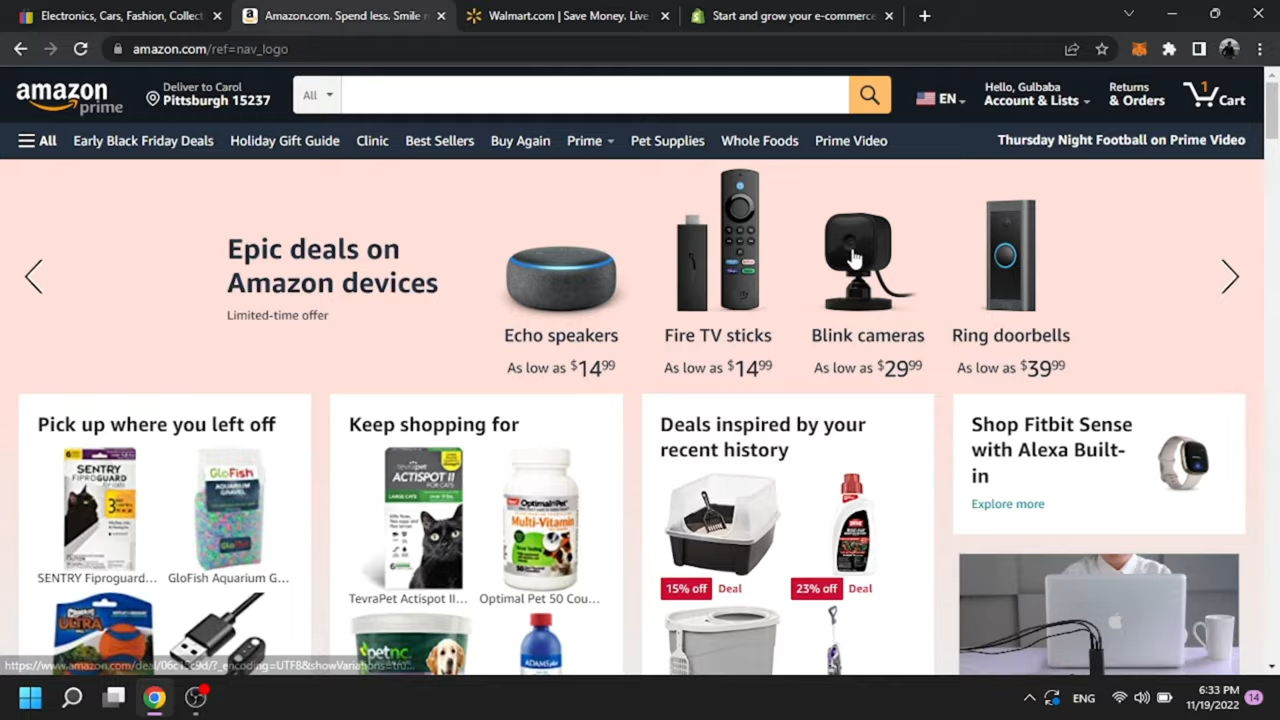 Electronics, Cars, Fashion, Collect
Amazon.com. Spend less. Smile m
Walmart.com | Save Money. Live
Start and grow your e-commerce
amazon.com/ref=nav_logo
amazon
prime
Deliver to Carol
Pittsburgh 15237
All
EN
Hello, Gulbaba
Account & Lists
Returns
& Orders
1
Cart
All
Early Black Friday Deals
Holiday Gift Guide
Clinic
Best Sellers
Buy Again
Prime
Pet Supplies
Whole Foods
Prime Video
Thursday Night Football on Prime Video
Epic deals on
Amazon devices
Limited-time offer
Echo speakers
As low as $14.99
Fire TV sticks
As low as $14.99
Blink cameras
As low as $29.99
Ring doorbells
As low as $39.99
Pick up where you left off
SENTRY
FIPROGUARD
3
GloFish
AQUARIUM
GRAVEL
GloFish
SENTRY Fiproguard...
GloFish Aquarium G...
ULTRA
Keep shopping for
tevrapet
ACTISPOT II
FOR CATS
LARGE CATS
Optimal Pet
Multi-Vitamin
TevraPet Actispot II...
Optimal Pet 50 Cou...
petnc
ADAMS
Deals inspired by your
recent history
ORTHO
15% off
Deal
23% off
Deal
Shop Fitbit Sense
with Alexa Built-
in
Explore more
ENG
6:33 PM
11/19/2022
14